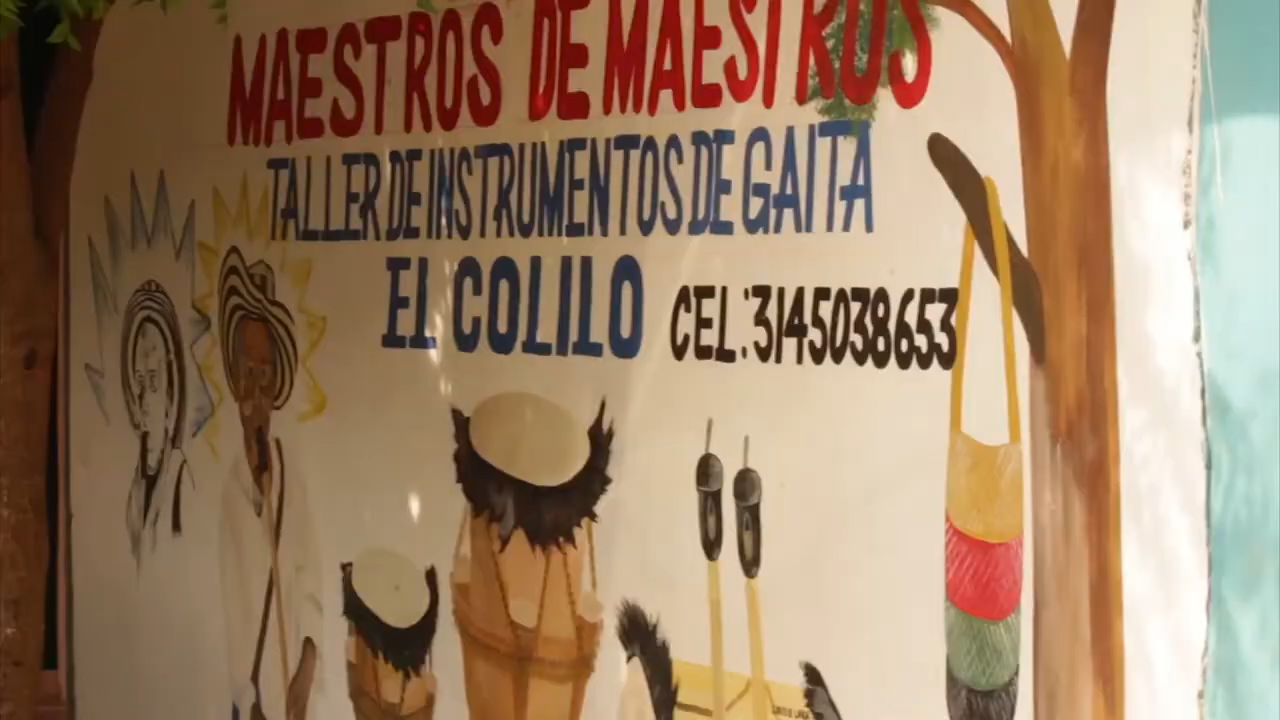 MAESTROS DE MAESTROS
TALLER DE INSTRUMENTOS DE GAITA
EL COLILO
CEL.:3145038653